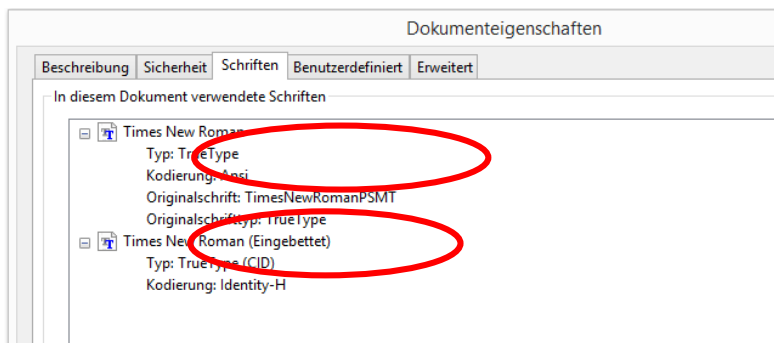 Dokumenteigenschaften
Beschreibung Sicherheit Schriften Benutzerdefiniert Erweitert
In diesem Dokument verwendete Schriften
Times New Roman
Typ: TrueType
Kodierung: Ansi
Originalschrift: TimesNewRomanPSMT
Originalschrifttyp: TrueType
Times New Roman (Eingebettet)
Typ: TrueType (CID)
Kodierung: Identity-H